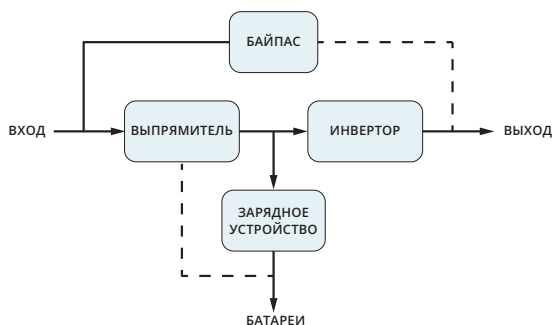 БАЙПАС
ВХОД
ВЫПРЯМИТЕЛЬ
ИНВЕРТОР
ВЫХОД
ЗАРЯДНОЕ
УСТРОЙСТВО
БАТАРЕИ